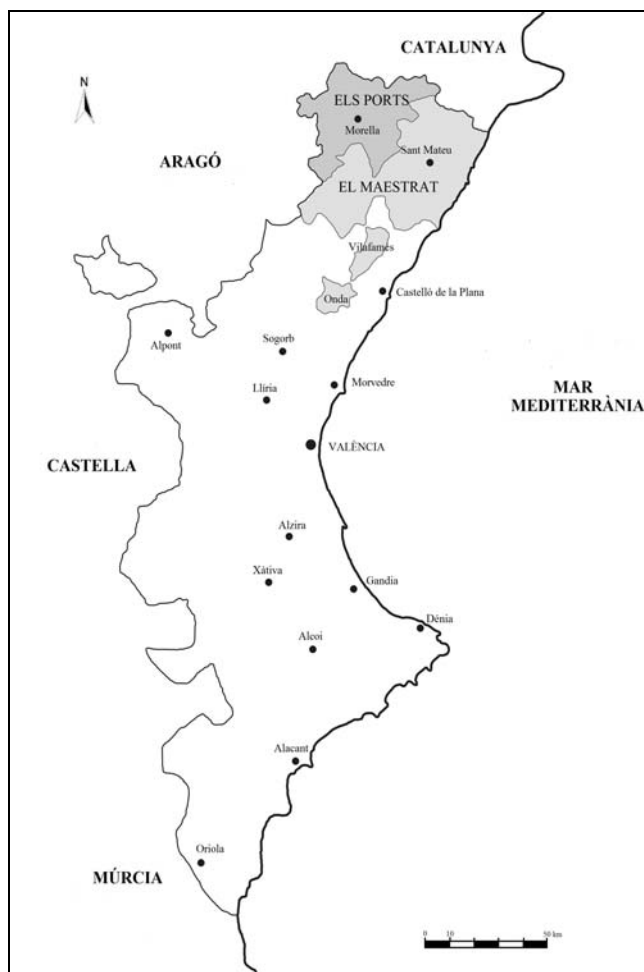 CATALUNYA
N
ELS PORTS
Morella
Sant Mateu
ARAGÓ
EL MAESTRAT
Vilafamés
Castelló de la Plana
Onda
Alpont
Sogorb
Morvedre
Llíria
MAR
MEDITERRÀNIA
VALÈNCIA
CASTELLA
Alzira
Xàtiva
Gandia
Dénia
Alcoi
Alacant
Oriola
MÚRCIA
0 10 50 km